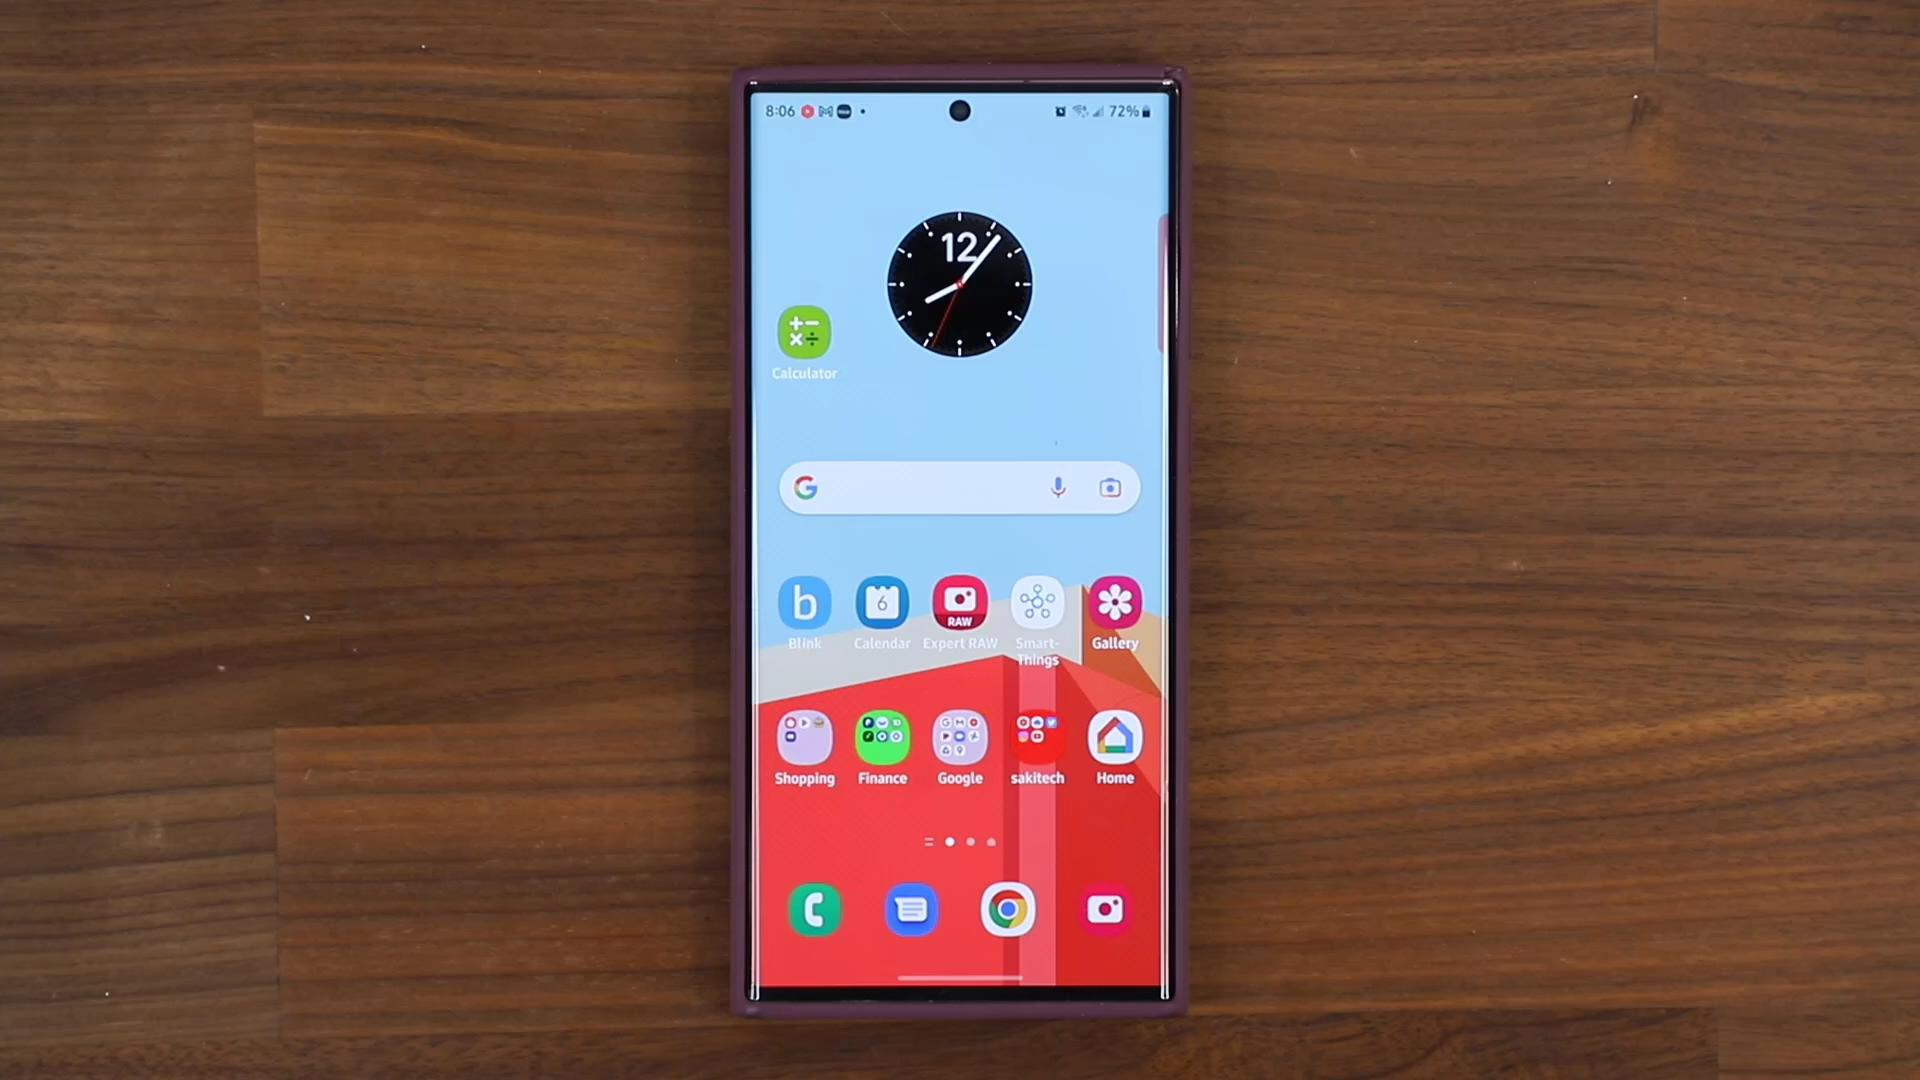 8:06
72%
12
Calculator
G
b
6
RAW
Blink
Calendar
Expert RAW
Smart-
Things
Gallery
Shopping
Finance
Google
sakitech
Home